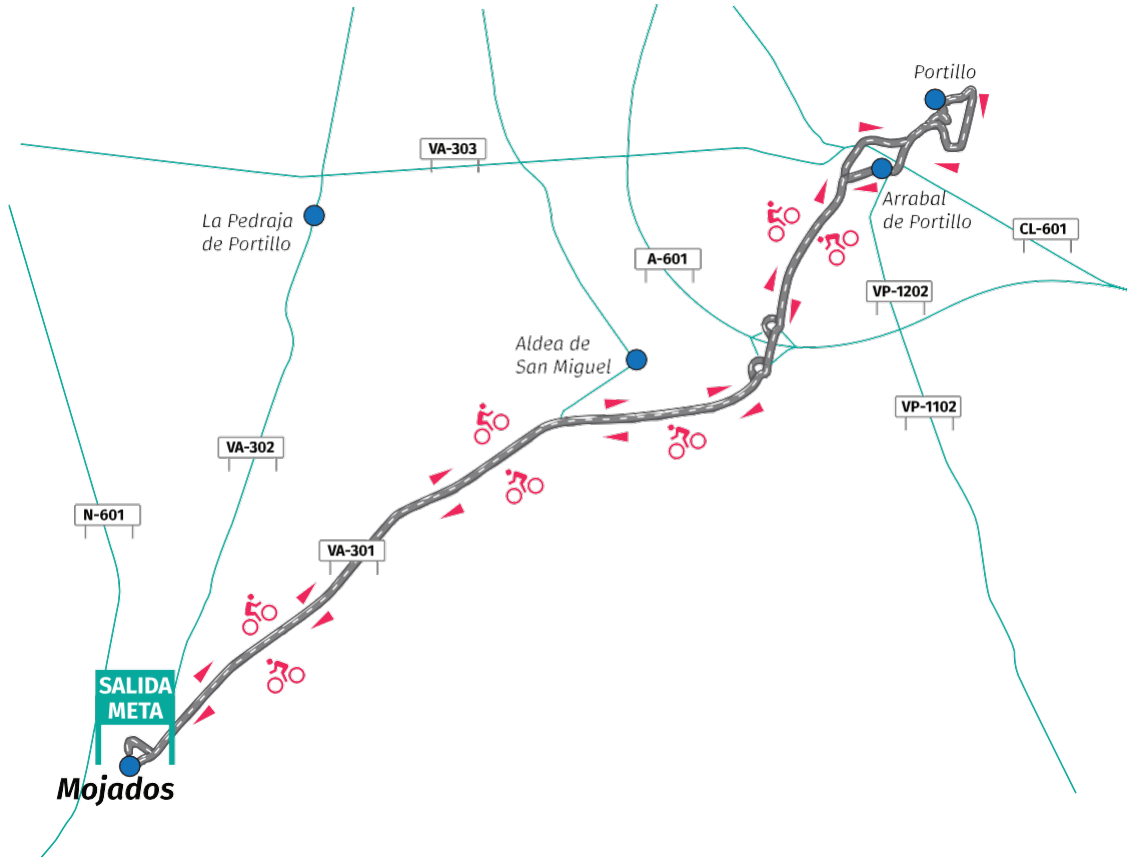 Portillo
VA-303
La Pedraja
de Portillo
Arrabal
de Portillo
CL-601
A-601
VP-1202
Aldea de
San Miguel
VP-1102
VA-302
N-601
VA-301
SALIDA
META
Mojados